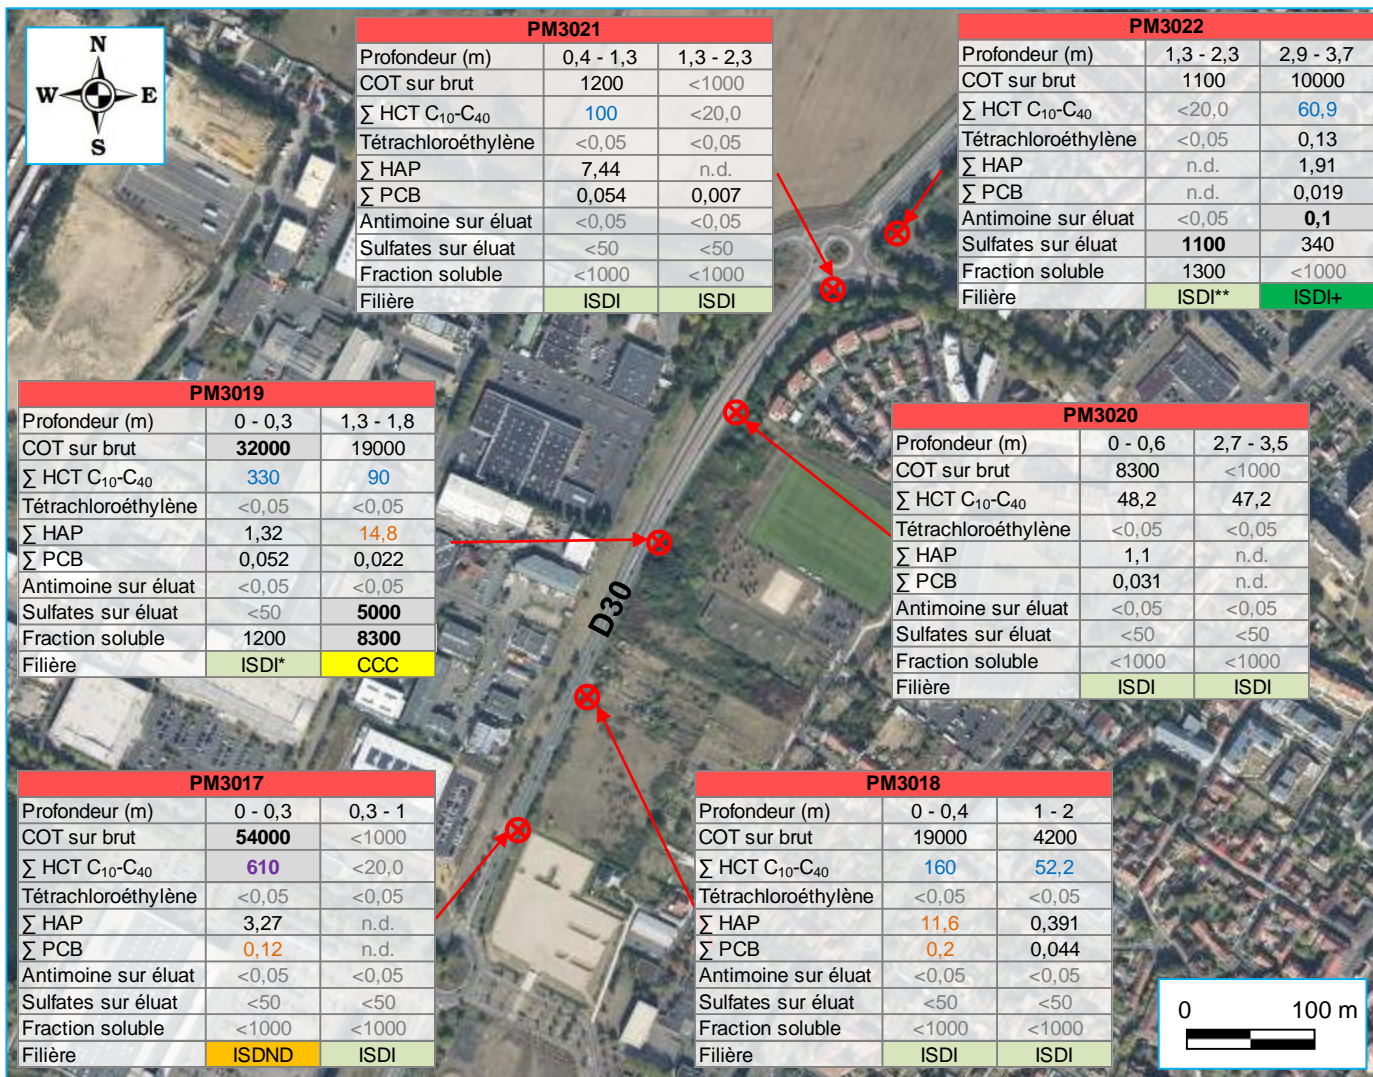 N
W E
S
PM3021
Profondeur (m) 0,4 - 1,3 1,3 - 2,3
COT sur brut 1200 <1000
∑ HCT C₁₀-C₄₀ 100 <20,0
Tétrachloroéthylène <0,05 <0,05
∑ HAP 7,44 n.d.
∑ PCB 0,054 0,007
Antimoine sur éluat <0,05 <0,05
Sulfates sur éluat <50 <50
Fraction soluble <1000 <1000
Filière ISDI ISDI
PM3022
Profondeur (m) 1,3 - 2,3 2,9 - 3,7
COT sur brut 1100 10000
∑ HCT C₁₀-C₄₀ <20,0 60,9
Tétrachloroéthylène <0,05 0,13
∑ HAP n.d. 1,91
∑ PCB n.d. 0,019
Antimoine sur éluat <0,05 0,1
Sulfates sur éluat 1100 340
Fraction soluble 1300 <1000
Filière ISDI** ISDI+
PM3019
Profondeur (m) 0 - 0,3 1,3 - 1,8
COT sur brut 32000 19000
∑ HCT C₁₀-C₄₀ 330 90
Tétrachloroéthylène <0,05 <0,05
∑ HAP 1,32 14,8
∑ PCB 0,052 0,022
Antimoine sur éluat <0,05 <0,05
Sulfates sur éluat <50 5000
Fraction soluble 1200 8300
Filière ISDI* CCC
PM3020
Profondeur (m) 0 - 0,6 2,7 - 3,5
COT sur brut 8300 <1000
∑ HCT C₁₀-C₄₀ 48,2 47,2
Tétrachloroéthylène <0,05 <0,05
∑ HAP 1,1 n.d.
∑ PCB 0,031 n.d.
Antimoine sur éluat <0,05 <0,05
Sulfates sur éluat <50 <50
Fraction soluble <1000 <1000
Filière ISDI ISDI
D30
PM3017
Profondeur (m) 0 - 0,3 0,3 - 1
COT sur brut 54000 <1000
∑ HCT C₁₀-C₄₀ 610 <20,0
Tétrachloroéthylène <0,05 <0,05
∑ HAP 3,27 n.d.
∑ PCB 0,12 n.d.
Antimoine sur éluat <0,05 <0,05
Sulfates sur éluat <50 <50
Fraction soluble <1000 <1000
Filière ISDND ISDI
PM3018
Profondeur (m) 0 - 0,4 1 - 2
COT sur brut 19000 4200
∑ HCT C₁₀-C₄₀ 160 52,2
Tétrachloroéthylène <0,05 <0,05
∑ HAP 11,6 0,391
∑ PCB 0,2 0,044
Antimoine sur éluat <0,05 <0,05
Sulfates sur éluat <50 <50
Fraction soluble <1000 <1000
Filière ISDI ISDI
0 100 m